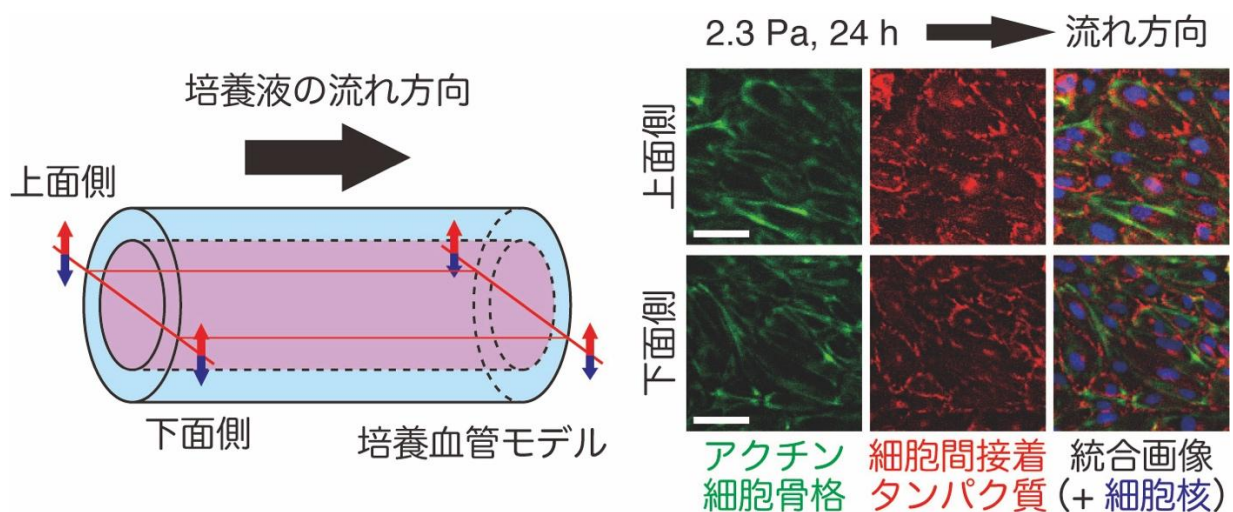 培養液の流れ方向
上面側
下面側
培養血管モデル
2.3 Pa, 24 h
流れ方向
上面側
下面側
アクチン
細胞骨格
細胞間接着
タンパク質
統合画像
(+ 細胞核)